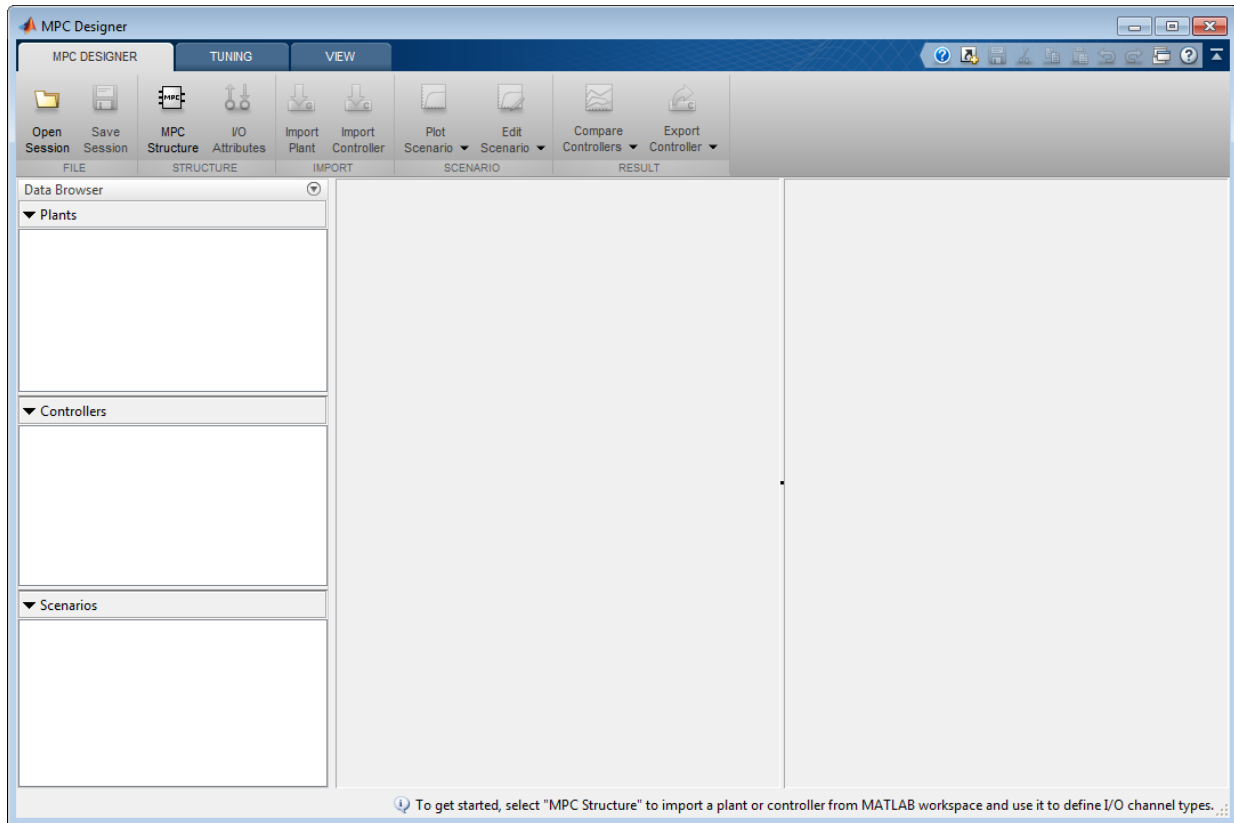 MPC Designer
MPC DESIGNER TUNING VIEW
MPC G C C
Open Save MPC I/O Import Import Plot Edit Compare Export
Session Session Structure Attributes Plant Controller Scenario Scenario Controllers Controller
FILE STRUCTURE IMPORT SCENARIO RESULT
Data Browser
Plants
Controllers
Scenarios
To get started, select "MPC Structure" to import a plant or controller from MATLAB workspace and use it to define I/O channel types.